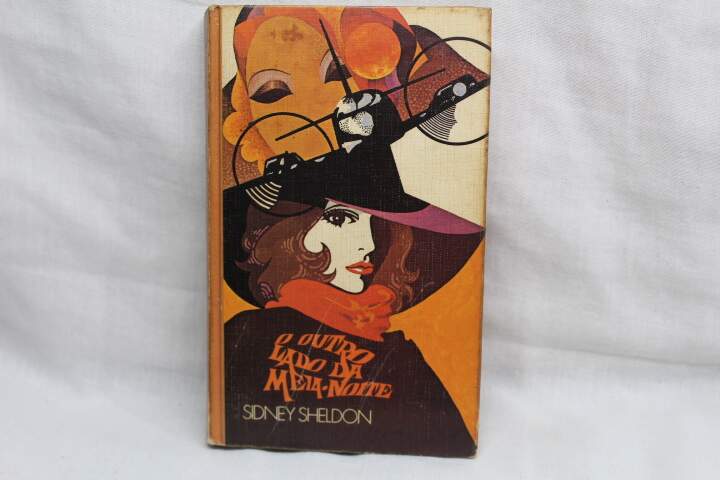 O OUTRO
LADO DA
MEIA-NOITE
SIDNEY SHELDON